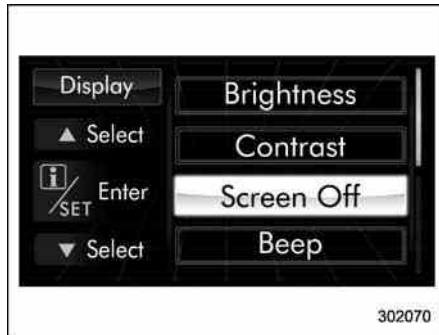 Display
▲ Select
i/SET Enter
▼ Select
Brightness
Contrast
Screen Off
Beep
302070